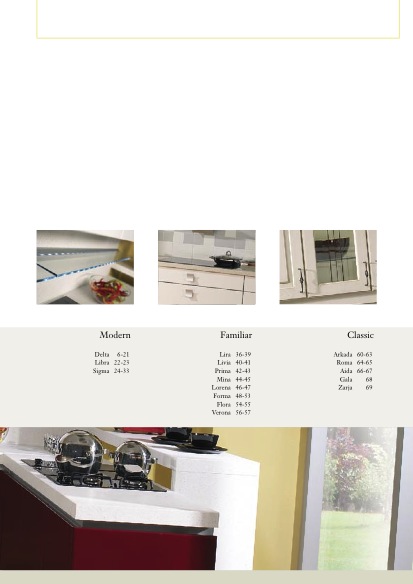 Modern
Delta 6-21
Libra 22-23
Sigma 24-33
Familiar
Lira 36-39
Livia 40-41
Prima 42-43
Mina 44-45
Lorena 46-47
Forma 48-53
Flora 54-55
Verona 56-57
Classic
Arkada 60-63
Roma 64-65
Aida 66-67
Gala 68
Zarja 69